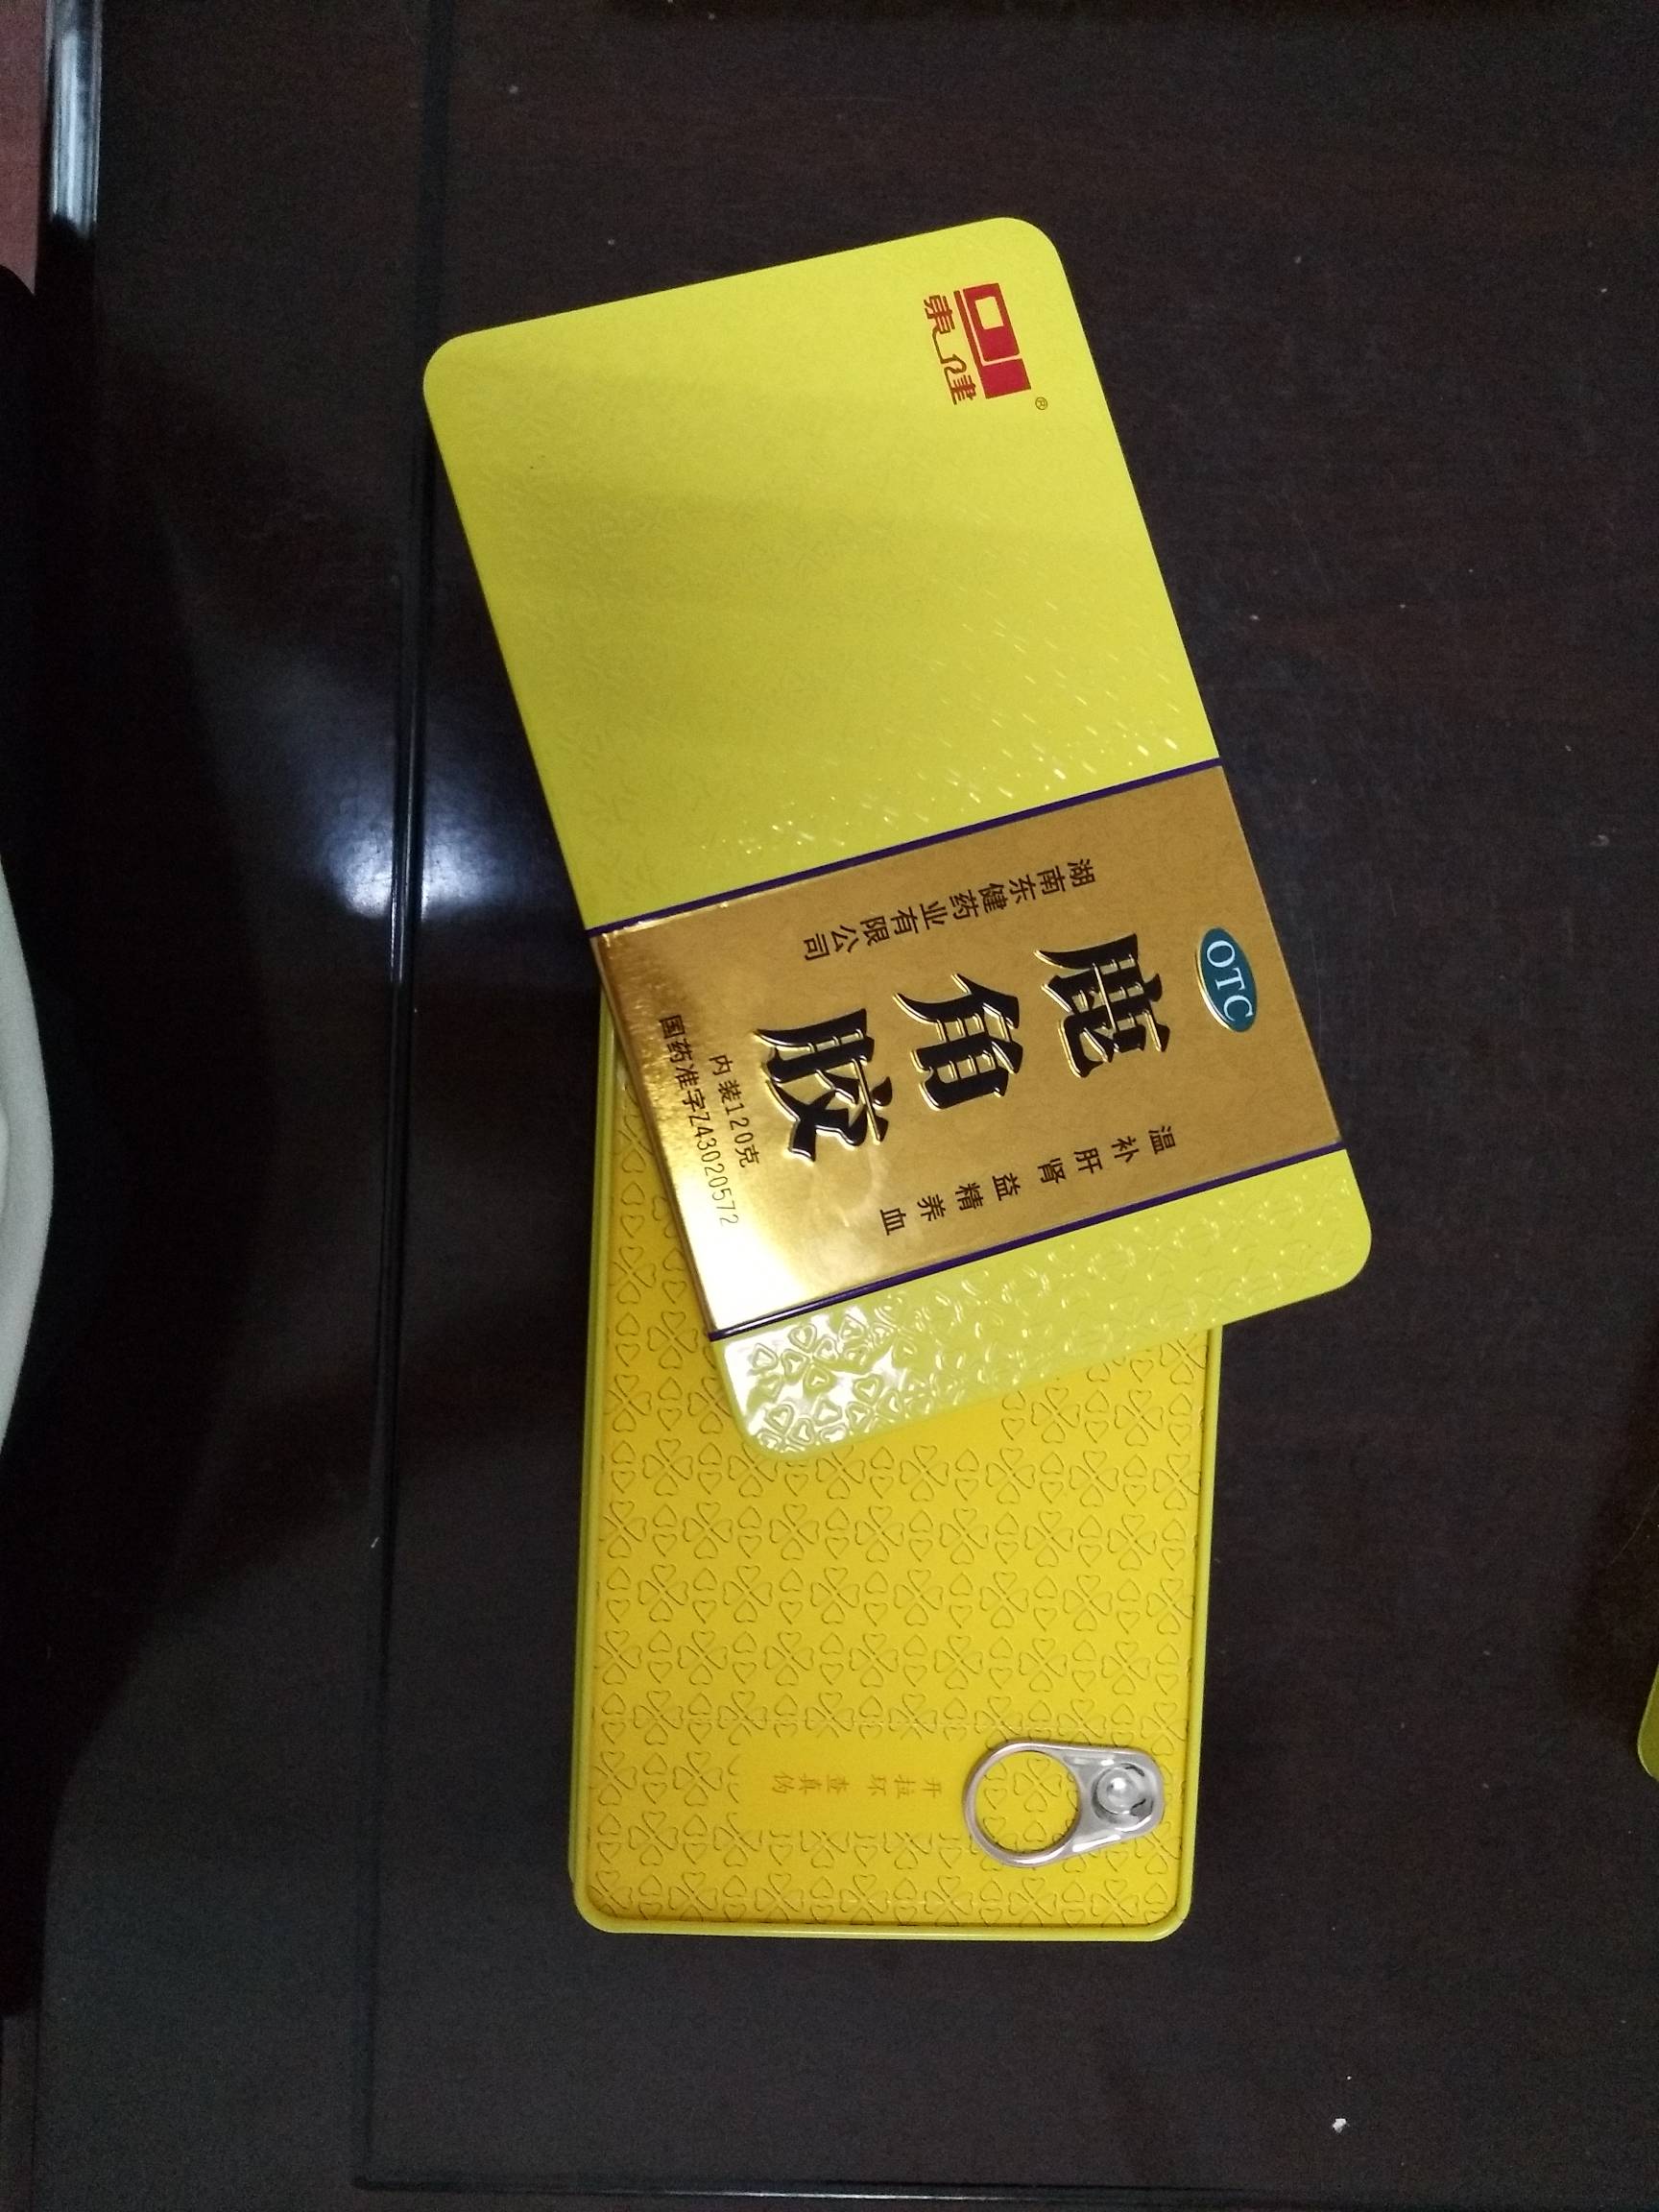 東健
®
OTC
鹿角胶
湖南东健药业有限公司
温补肝肾 益精养血
内装120克
国药准字Z43020572
开拉环 查真伪